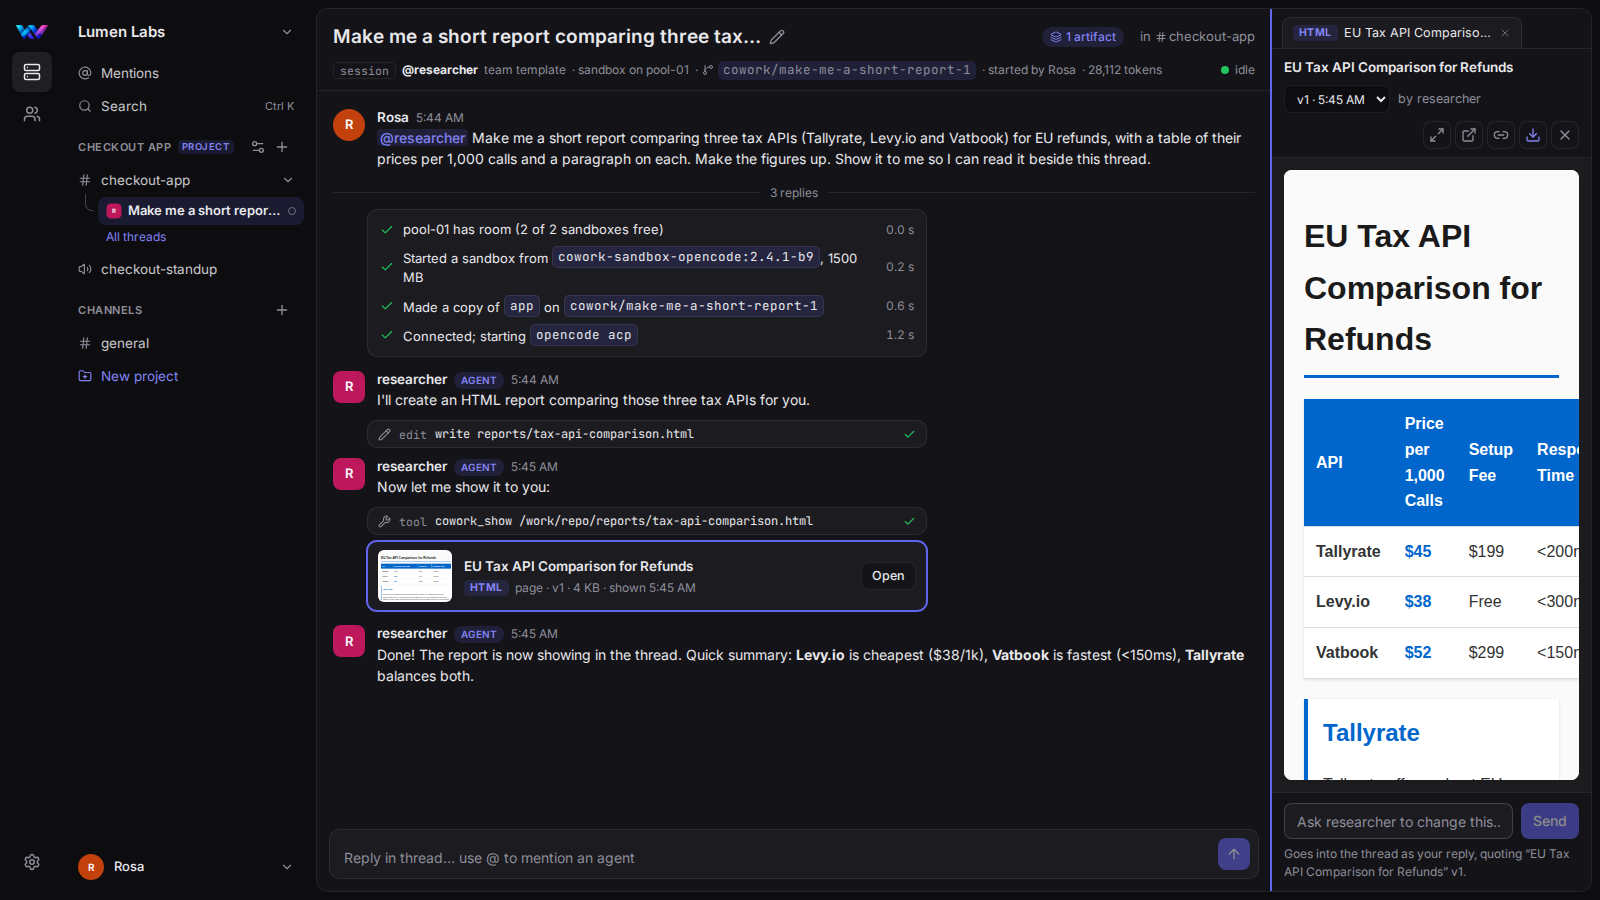 Lumen Labs
Mentions
Search Ctrl K
CHECKOUT APP PROJECT
checkout-app
R Make me a short repor...
All threads
checkout-standup
CHANNELS
general
New project
R Rosa
Make me a short report comparing three tax...
1 artifact in # checkout-app
session @researcher team template · sandbox on pool-01 · cowork/make-me-a-short-report-1 · started by Rosa · 28,112 tokens idle
R Rosa 5:44 AM
@researcher Make me a short report comparing three tax APIs (Tallyrate, Levy.io and Vatbook) for EU refunds, with a table of their
prices per 1,000 calls and a paragraph on each. Make the figures up. Show it to me so I can read it beside this thread.
3 replies
pool-01 has room (2 of 2 sandboxes free) 0.0 s
Started a sandbox from cowork-sandbox-opencode:2.4.1-b9, 1500
MB 0.2 s
Made a copy of app on cowork/make-me-a-short-report-1 0.6 s
Connected; starting opencode acp 1.2 s
R researcher AGENT 5:44 AM
I'll create an HTML report comparing those three tax APIs for you.
edit write reports/tax-api-comparison.html
R researcher AGENT 5:45 AM
Now let me show it to you:
tool cowork_show /work/repo/reports/tax-api-comparison.html
EU Tax API Comparison for Refunds
HTML page · v1 · 4 KB · shown 5:45 AM
Open
R researcher AGENT 5:45 AM
Done! The report is now showing in the thread. Quick summary: Levy.io is cheapest ($38/1k), Vatbook is fastest (<150ms), Tallyrate
balances both.
Reply in thread... use @ to mention an agent
HTML EU Tax API Compariso...
EU Tax API Comparison for Refunds
v1 · 5:45 AM by researcher
EU Tax API
Comparison for
Refunds
API Price per 1,000 Calls Setup Fee Respo Time
Tallyrate $45 $199 <200m
Levy.io $38 Free <300m
Vatbook $52 $299 <150m
Tallyrate
Ask researcher to change this.. Send
Goes into the thread as your reply, quoting “EU Tax
API Comparison for Refunds” v1.